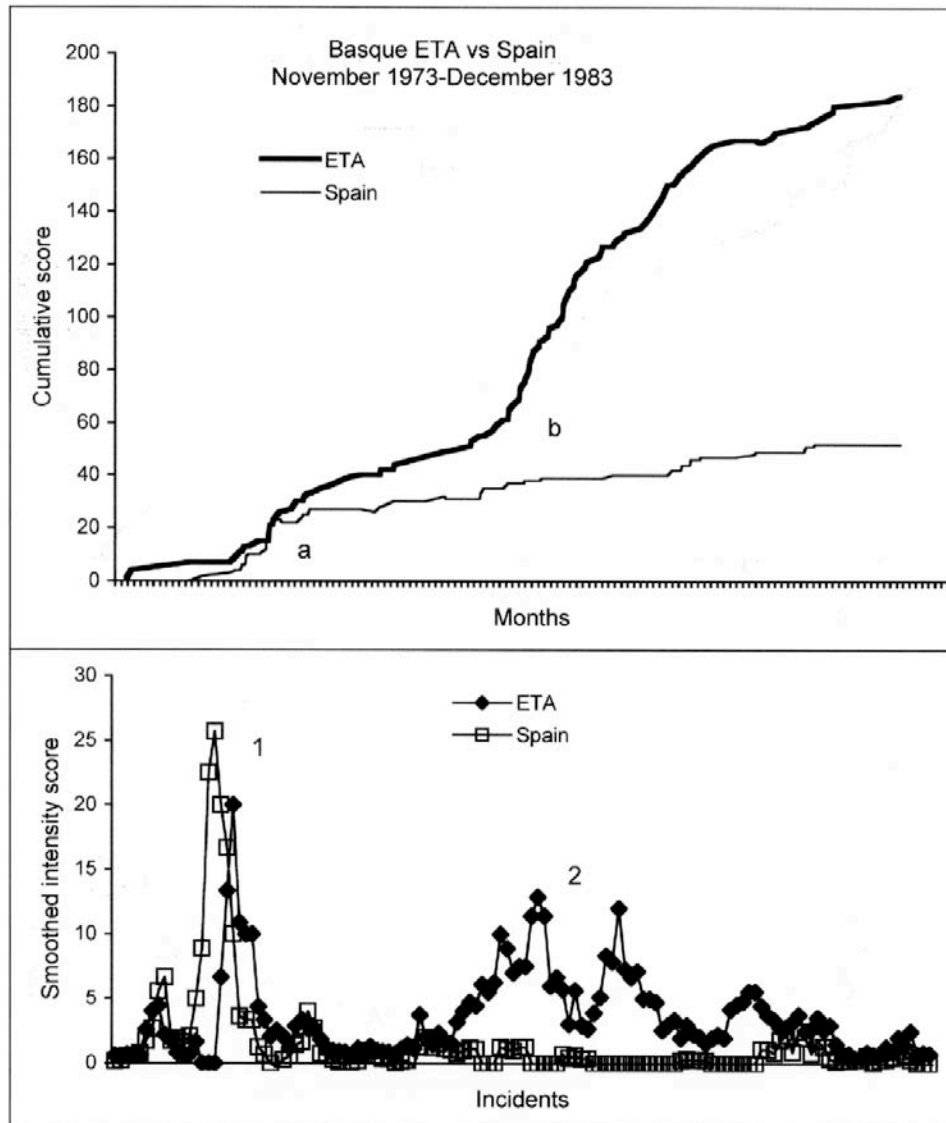 Basque ETA vs Spain
November 1973-December 1983
ETA
Spain
Cumulative score
200
180
160
140
120
100
80
60
40
20
0
a
b
Months
Smoothed intensity score
30
25
20
15
10
5
0
ETA
Spain
1
2
Incidents